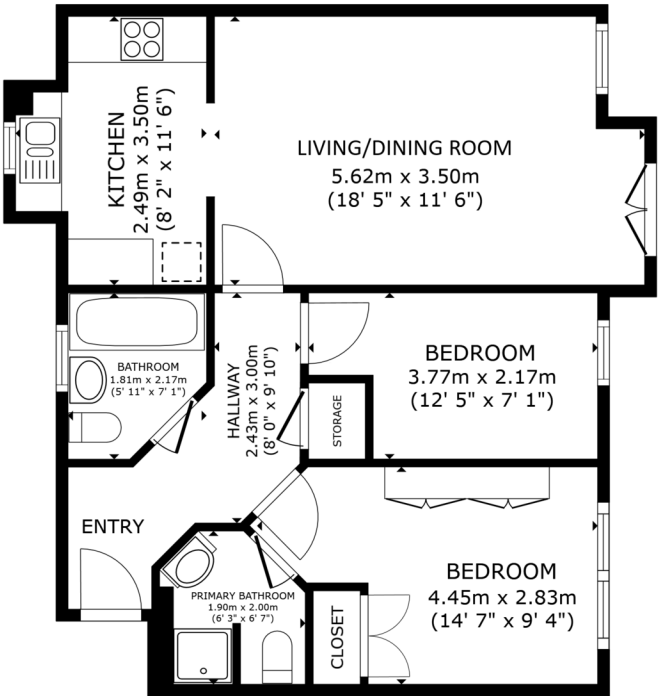 KITCHEN
2.49m x 3.50m
(8' 2" x 11' 6")
LIVING/DINING ROOM
5.62m x 3.50m
(18' 5" x 11' 6")
BATHROOM
1.81m x 2.17m
(5' 11" x 7' 1")
HALLWAY
2.43m x 3.00m
(8' 0" x 9' 10")
BEDROOM
3.77m x 2.17m
(12' 5" x 7' 1")
STORAGE
ENTRY
PRIMARY BATHROOM
1.90m x 2.00m
(6' 3" x 6' 7")
BEDROOM
4.45m x 2.83m
(14' 7" x 9' 4")
CLOSET